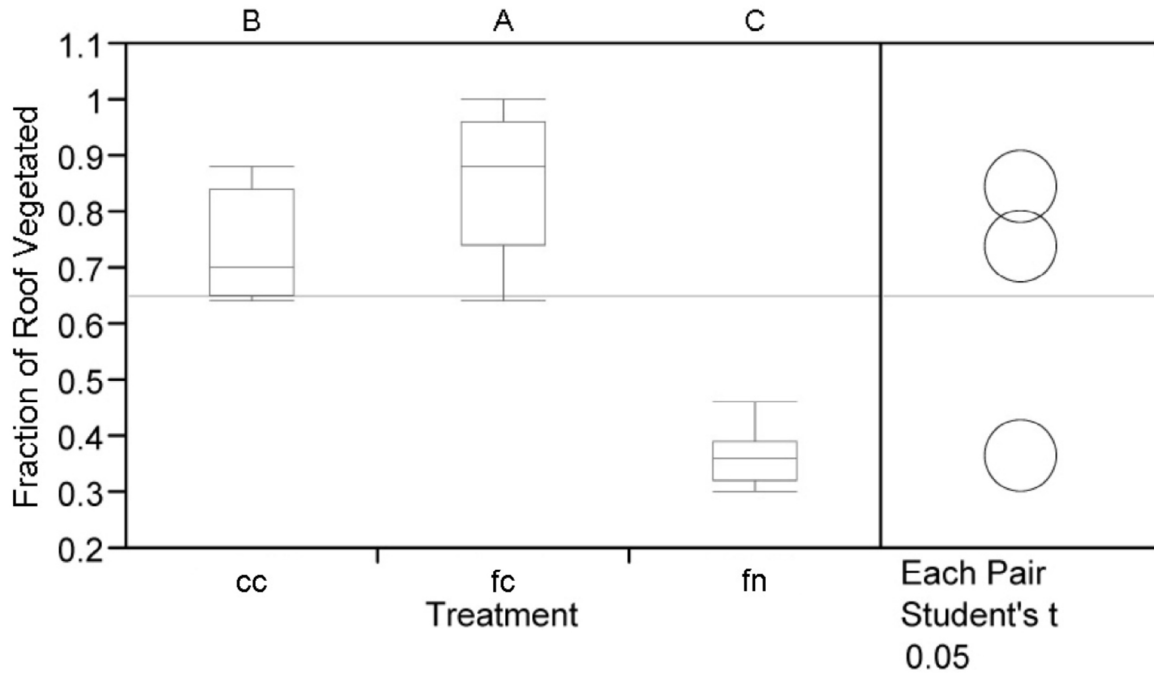 B A C
1.1
1
0.9
0.8
0.7
0.6
0.5
0.4
0.3
0.2
Fraction of Roof Vegetated
cc fc fn
Treatment
Each Pair
Student's t
0.05